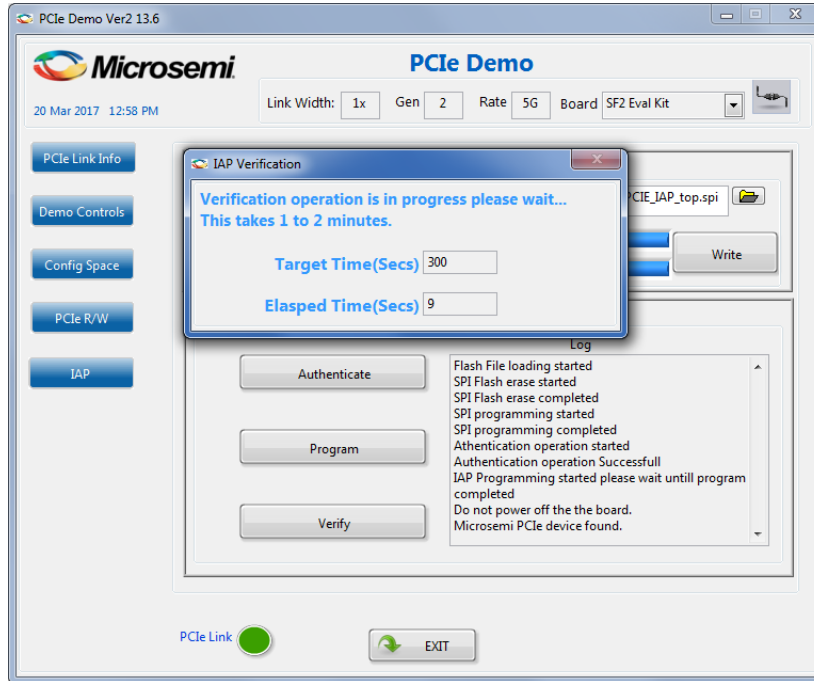 PCIe Demo Ver2 13.6
Microsemi.
PCIe Demo
20 Mar 2017 12:58 PM
Link Width: 1x Gen 2 Rate 5G Board SF2 Eval Kit
PCIe Link Info
Demo Controls
Config Space
PCIe R/W
IAP
IAP Verification
Verification operation is in progress please wait...
This takes 1 to 2 minutes.
Target Time(Secs) 300
Elasped Time(Secs) 9
PCIE_IAP_top.spi
Write
Authenticate
Program
Verify
Log
Flash File loading started
SPI Flash erase started
SPI Flash erase completed
SPI programming started
SPI programming completed
Athentication operation started
Authentication operation Successfull
IAP Programming started please wait untill program
completed
Do not power off the the board.
Microsemi PCIe device found.
PCIe Link
EXIT